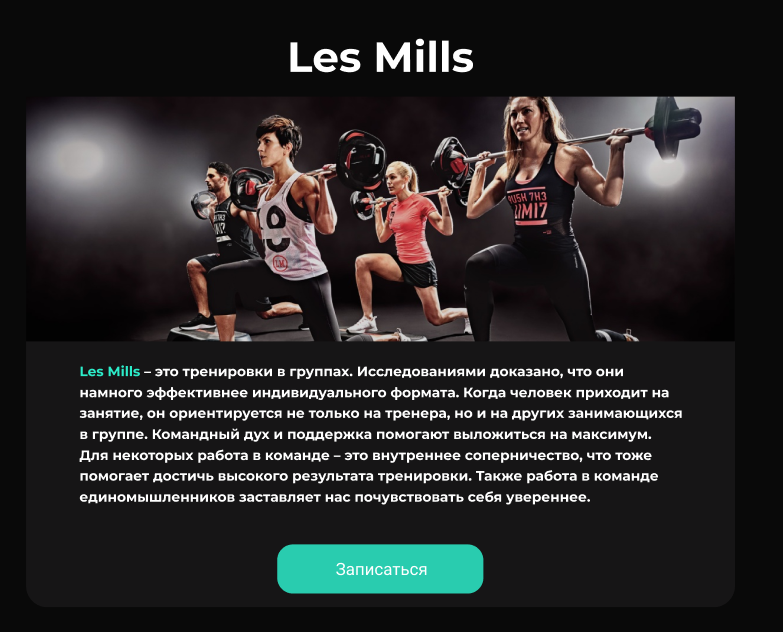 Les Mills
PUSH 7H3
LIMI7
Les Mills – это тренировки в группах. Исследованиями доказано, что они
намного эффективнее индивидуального формата. Когда человек приходит на
занятие, он ориентируется не только на тренера, но и на других занимающихся
в группе. Командный дух и поддержка помогают выложиться на максимум.
Для некоторых работа в команде – это внутреннее соперничество, что тоже
помогает достичь высокого результата тренировки. Также работа в команде
единомышленников заставляет нас почувствовать себя увереннее.
Записаться